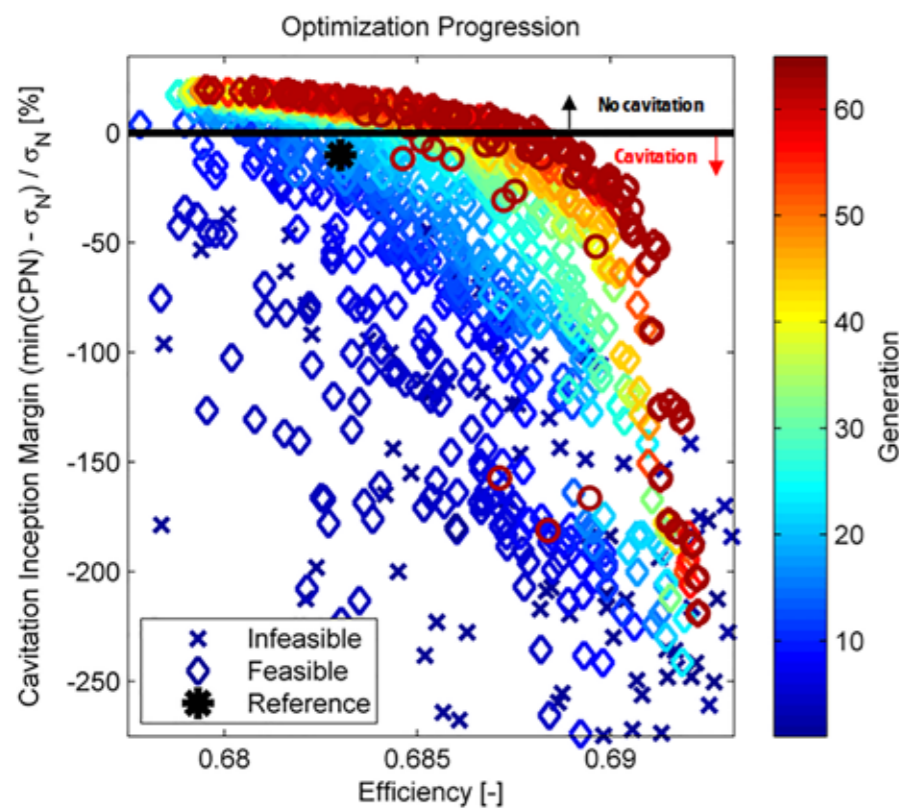 Optimization Progression
Cavitation Inception Margin (min(CPN) - σN) / σN [%]
0
-50
-100
-150
-200
-250
No cavitation
Cavitation
Infeasible
Feasible
Reference
0.68
0.685
0.69
Efficiency [-]
60
50
40
30
20
10
Generation